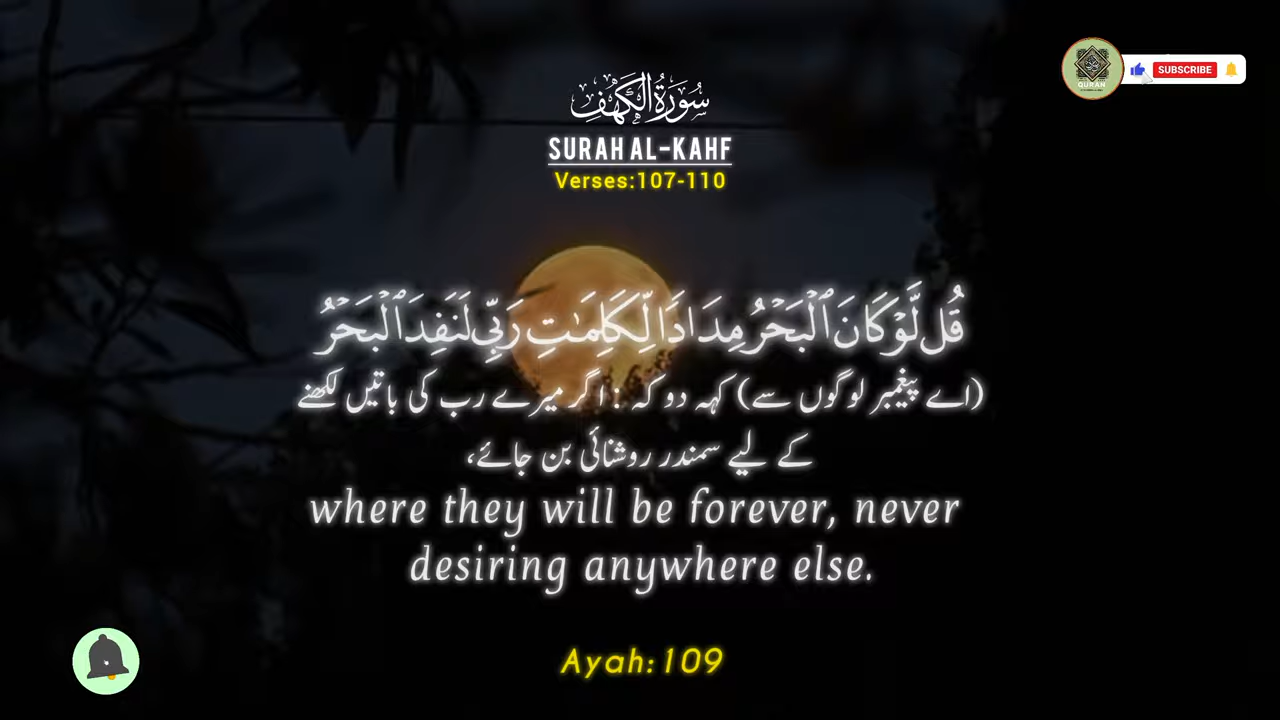 سُورَةُ الكَهْفِ
SURAH AL-KAHF
Verses:107-110
QURAN
SUBSCRIBE
قُل لَّوْ كَانَ ٱلْبَحْرُ مِدَادًا لِّكَلِمَـٰتِ رَبِّى لَنَفِدَ ٱلْبَحْرُ
(اے پیغمبر لوگوں سے) کہہ دو کہ : اگر میرے رب کی باتیں لکھنے
کے لیے سمندر روشنائی بن جائے،
where they will be forever, never
desiring anywhere else.
Ayah:109